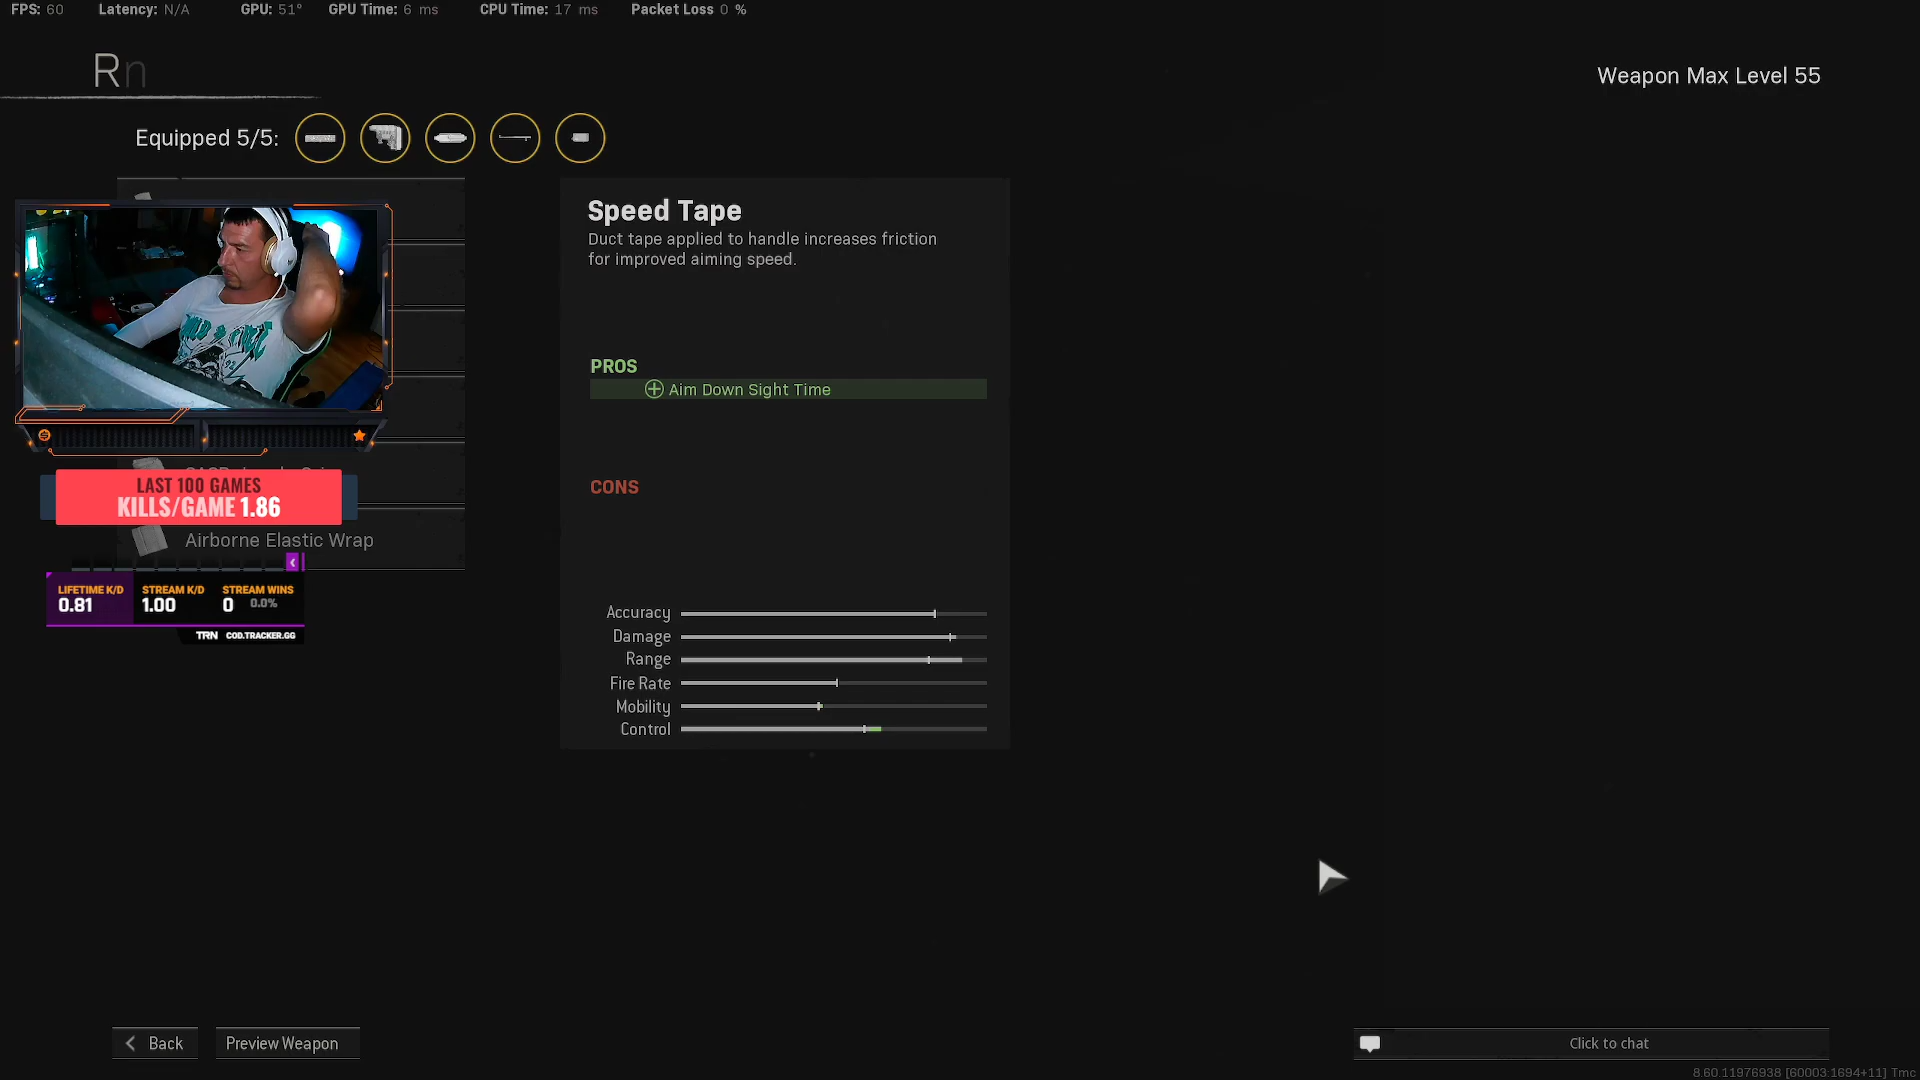 FPS: 60 Latency: N/A GPU: 51° GPU Time: 6 ms CPU Time: 17 ms Packet Loss 0 %
Rn
Weapon Max Level 55
Equipped 5/5:
Speed Tape
Duct tape applied to handle increases friction
for improved aiming speed.
PROS
Aim Down Sight Time
CONS
LAST 100 GAMES
KILLS/GAME 1.86
Airborne Elastic Wrap
LIFETIME K/D STREAM K/D STREAM WINS
0.81 1.00 0 0.0%
TRN COD.TRACKER.GG
Accuracy
Damage
Range
Fire Rate
Mobility
Control
Back
Preview Weapon
Click to chat
8.60.11976938 [60003:1694+11] Tmc